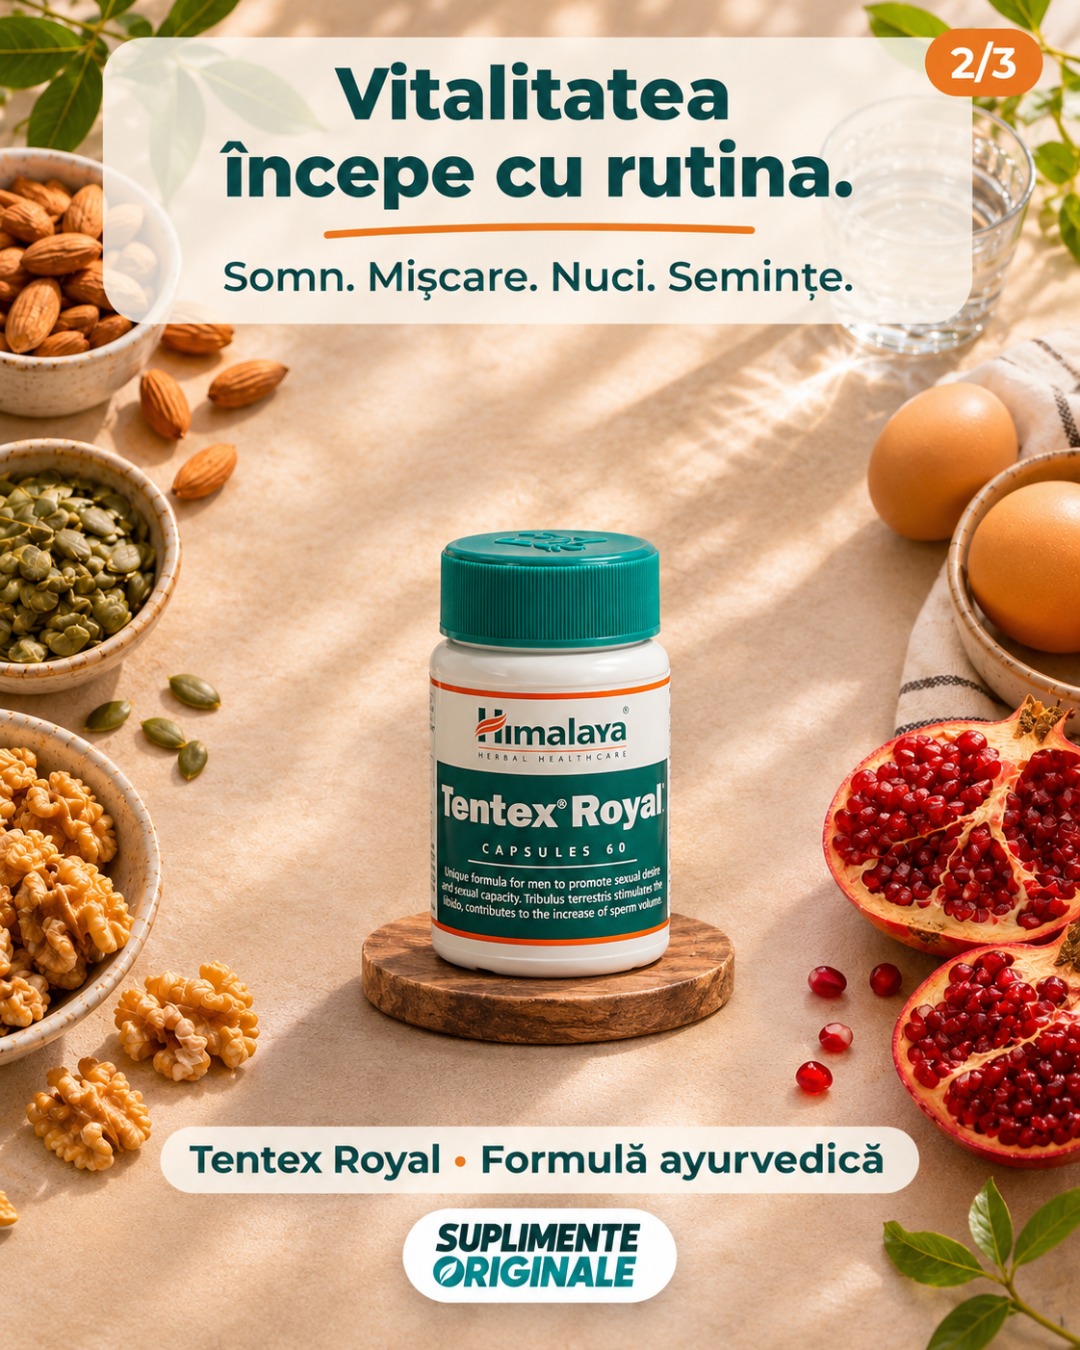 2/3
Vitalitatea
începe cu rutina.
Somn. Mișcare. Nuci. Semințe.
Himalaya®
HERBAL HEALTHCARE
Tentex® Royal
CAPSULES 60
Unique formula for men to promote sexual desire
and sexual capacity. Tribulus terrestris stimulates the
libido, contributes to the increase of sperm volume.
Tentex Royal • Formulă ayurvedică
SUPLIMENTE
ORIGINALE